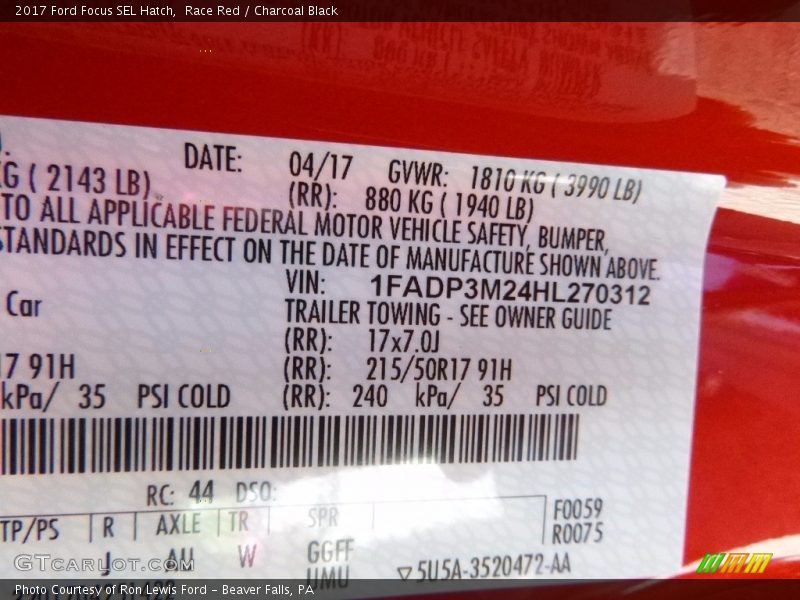 2017 Ford Focus SEL Hatch, Race Red / Charcoal Black
DATE: 04/17 GVWR: 1810 KG ( 3990 LB)
KG ( 2143 LB) (RR): 880 KG ( 1940 LB)
TO ALL APPLICABLE FEDERAL MOTOR VEHICLE SAFETY, BUMPER,
STANDARDS IN EFFECT ON THE DATE OF MANUFACTURE SHOWN ABOVE.
VIN: 1FADP3M24HL270312
Car TRAILER TOWING - SEE OWNER GUIDE
(RR): 17x7.0J
17 91H (RR): 215/50R17 91H
kPa/ 35 PSI COLD (RR): 240 kPa/ 35 PSI COLD
RC: 44 DSO:
F0059
TP/PS R AXLE TR SPR R0075
J AU W GGFF
UMU ▽5U5A-3520472-AA
GTCARLOT.COM
Photo Courtesy of Ron Lewis Ford - Beaver Falls, PA